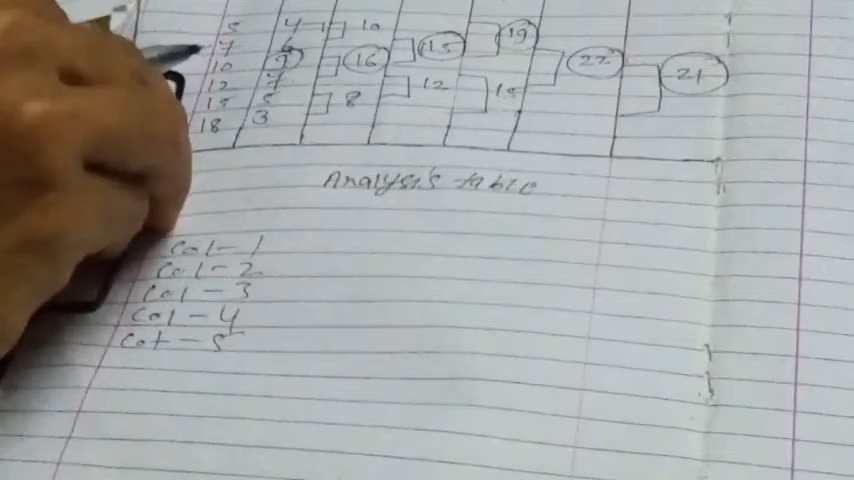 5 4 10
7 6 15 19
10 9 16 22 21
12 7 12
15 5 8 15
18 3
Analysis table
Col - 1
Col - 2
Col - 3
Col - 4
Col - 5